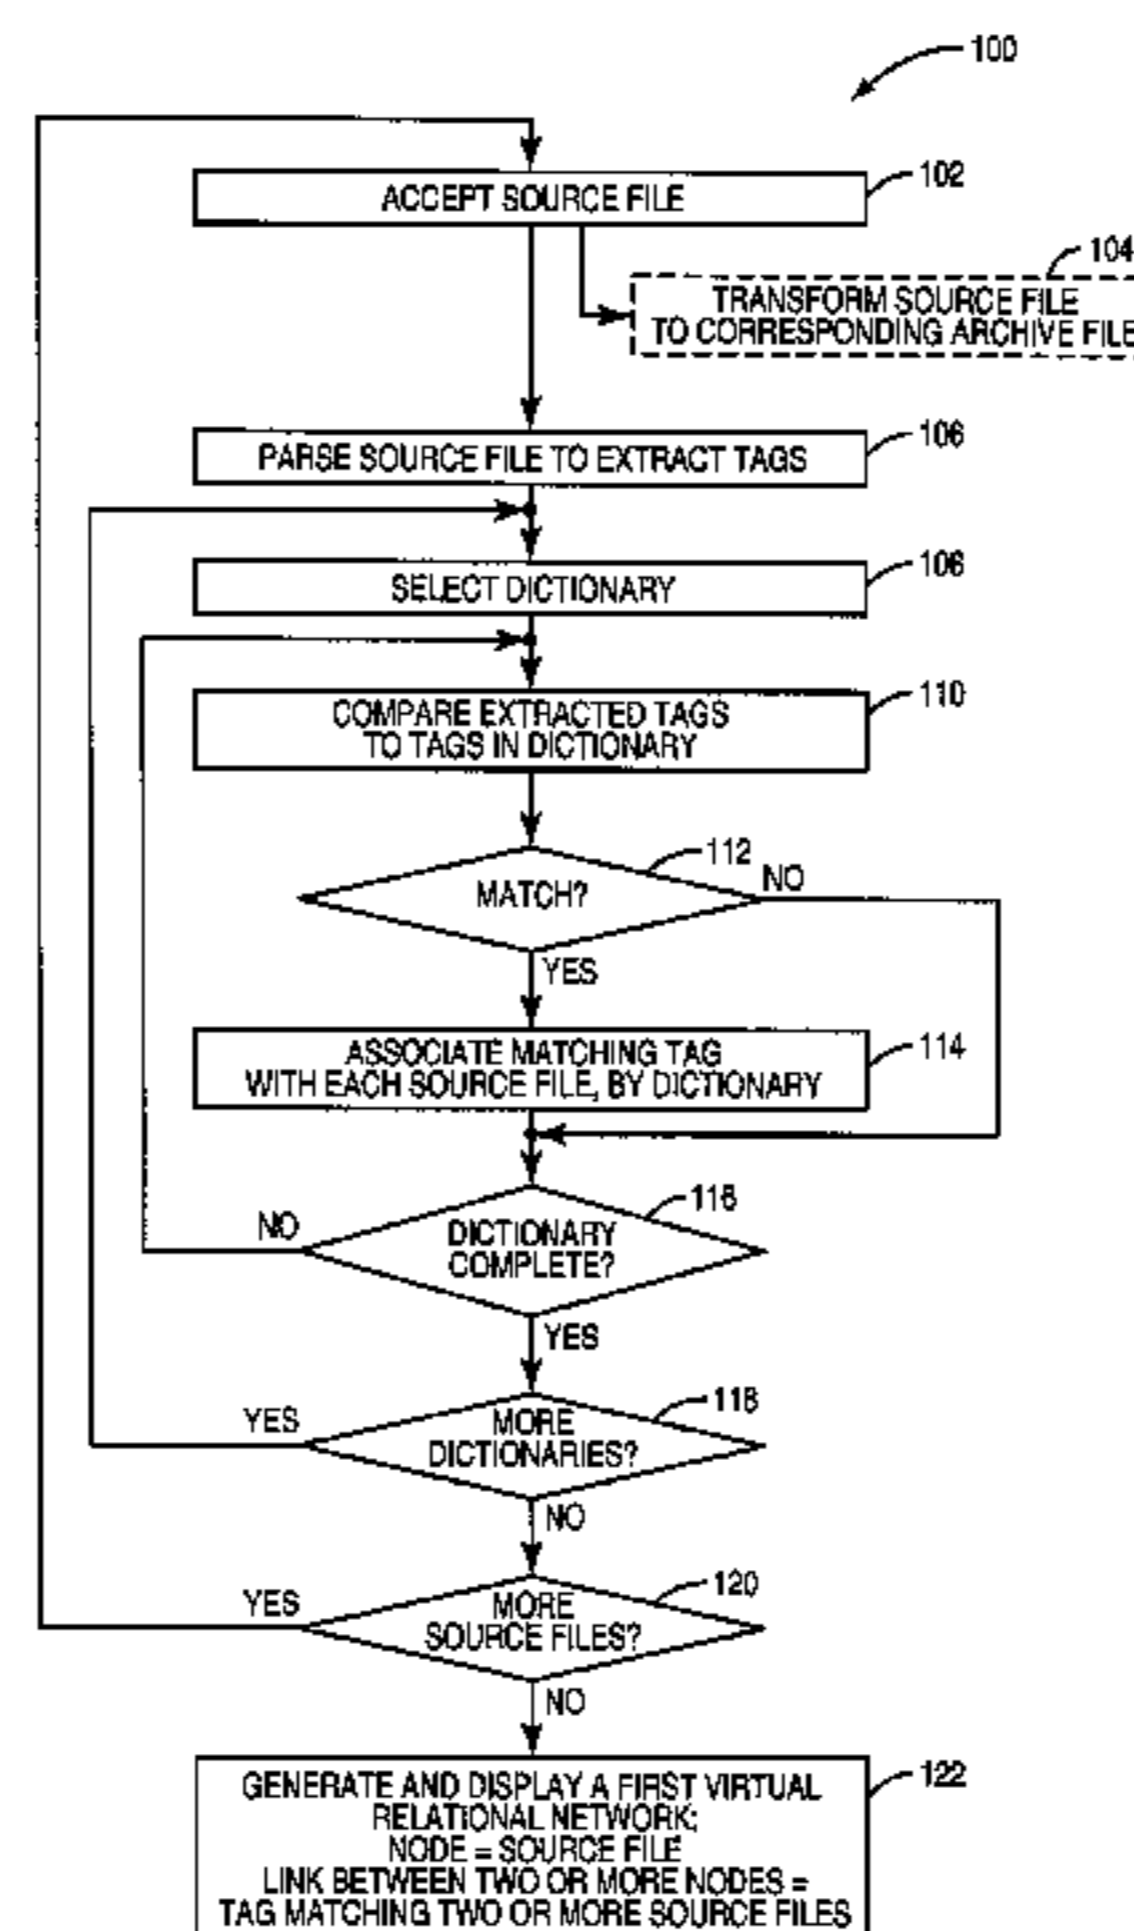 100
ACCEPT SOURCE FILE
102
104
TRANSFORM SOURCE FILE
TO CORRESPONDING ARCHIVE FILE
PARSE SOURCE FILE TO EXTRACT TAGS
106
SELECT DICTIONARY
108
COMPARE EXTRACTED TAGS
TO TAGS IN DICTIONARY
110
112
MATCH?
NO
YES
ASSOCIATE MATCHING TAG
WITH EACH SOURCE FILE, BY DICTIONARY
114
116
NO
DICTIONARY
COMPLETE?
YES
118
YES
MORE
DICTIONARIES?
NO
120
YES
MORE
SOURCE FILES?
NO
122
GENERATE AND DISPLAY A FIRST VIRTUAL
RELATIONAL NETWORK;
NODE = SOURCE FILE
LINK BETWEEN TWO OR MORE NODES =
TAG MATCHING TWO OR MORE SOURCE FILES